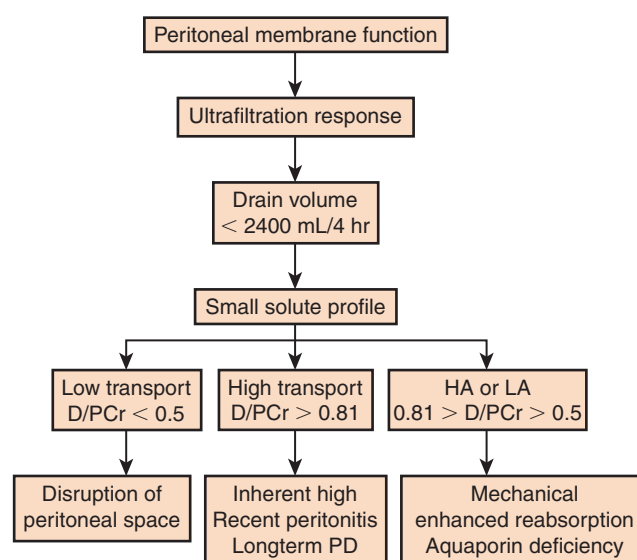 Peritoneal membrane function
Ultrafiltration response
Drain volume
< 2400 mL/4 hr
Small solute profile
Low transport
D/PCr < 0.5
High transport
D/PCr > 0.81
HA or LA
0.81 > D/PCr > 0.5
Disruption of
peritoneal space
Inherent high
Recent peritonitis
Longterm PD
Mechanical
enhanced reabsorption
Aquaporin deficiency